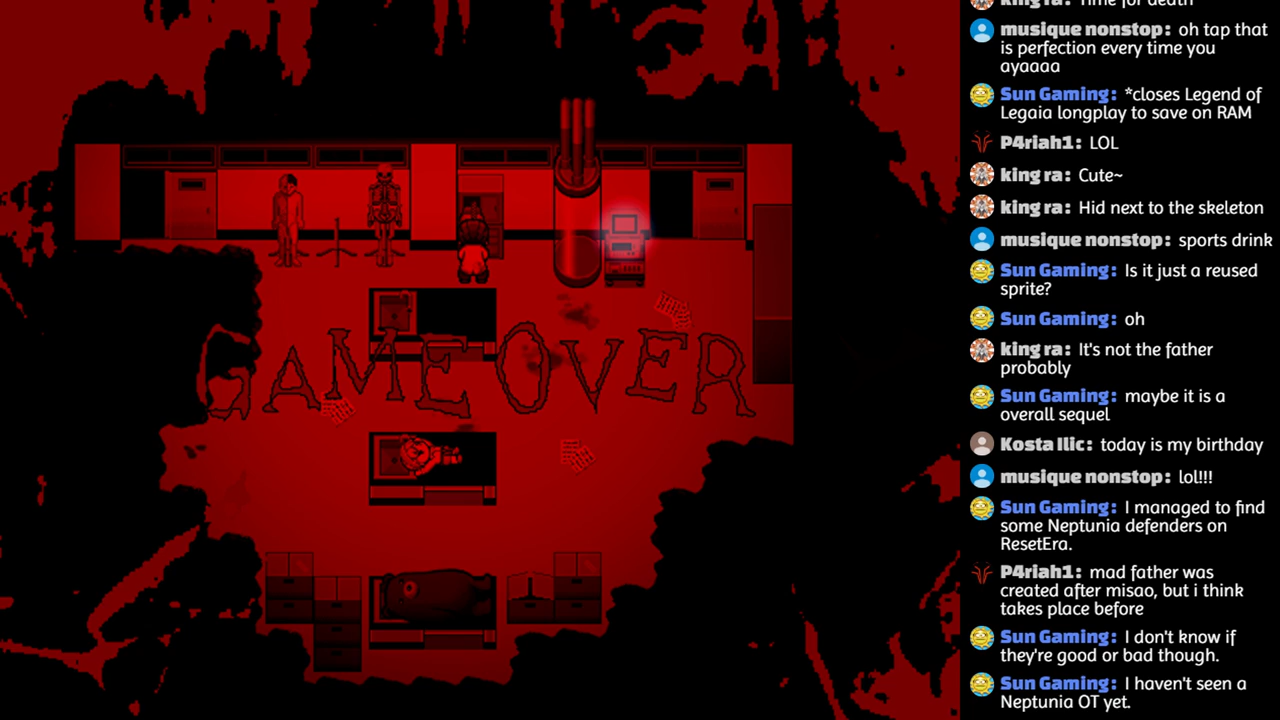 GAME OVER
king ra: Time for death
musique nonstop: oh tap that
is perfection every time you
ayaaaa
Sun Gaming: *closes Legend of
Legaia longplay to save on RAM
P4riah1: LOL
king ra: Cute~
king ra: Hid next to the skeleton
musique nonstop: sports drink
Sun Gaming: Is it just a reused
sprite?
Sun Gaming: oh
king ra: It's not the father
probably
Sun Gaming: maybe it is a
overall sequel
Kosta Ilic: today is my birthday
musique nonstop: lol!!!
Sun Gaming: I managed to find
some Neptunia defenders on
ResetEra.
P4riah1: mad father was
created after misao, but i think
takes place before
Sun Gaming: I don't know if
they're good or bad though.
Sun Gaming: I haven't seen a
Neptunia OT yet.